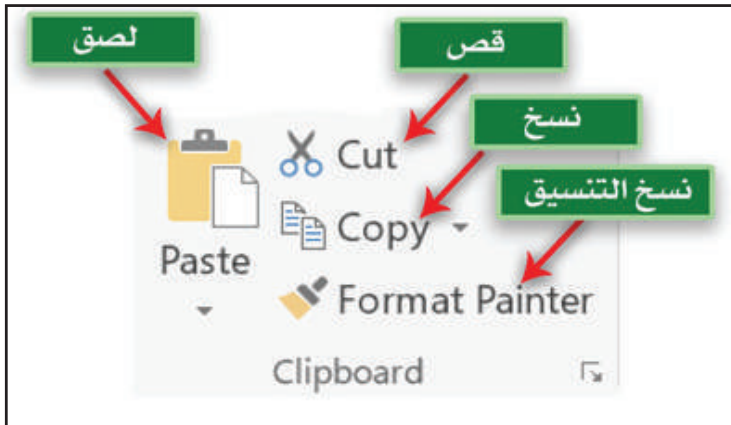 لصق
قص
نسخ
نسخ التنسيق
Cut
Copy
Paste
Format Painter
Clipboard